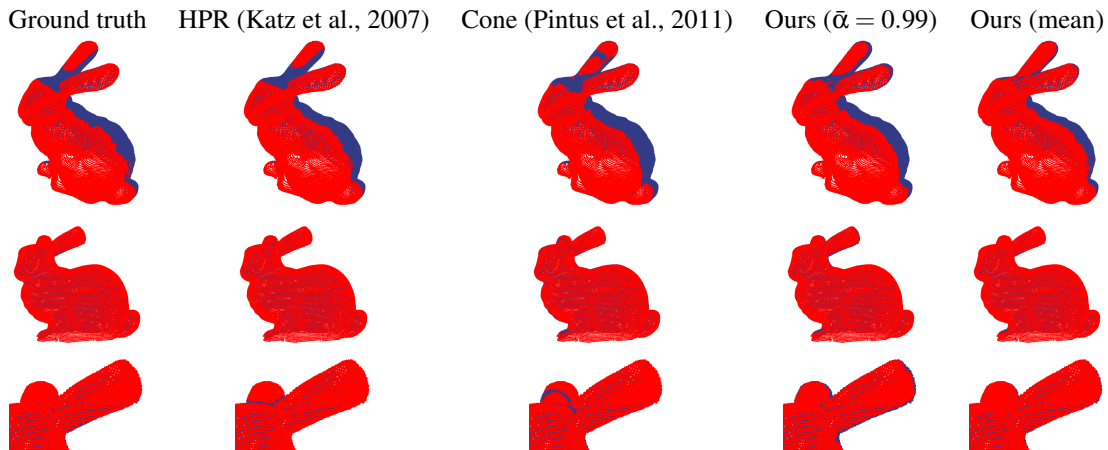 Ground truth HPR (Katz et al., 2007) Cone (Pintus et al., 2011) Ours (ᾱ = 0.99) Ours (mean)